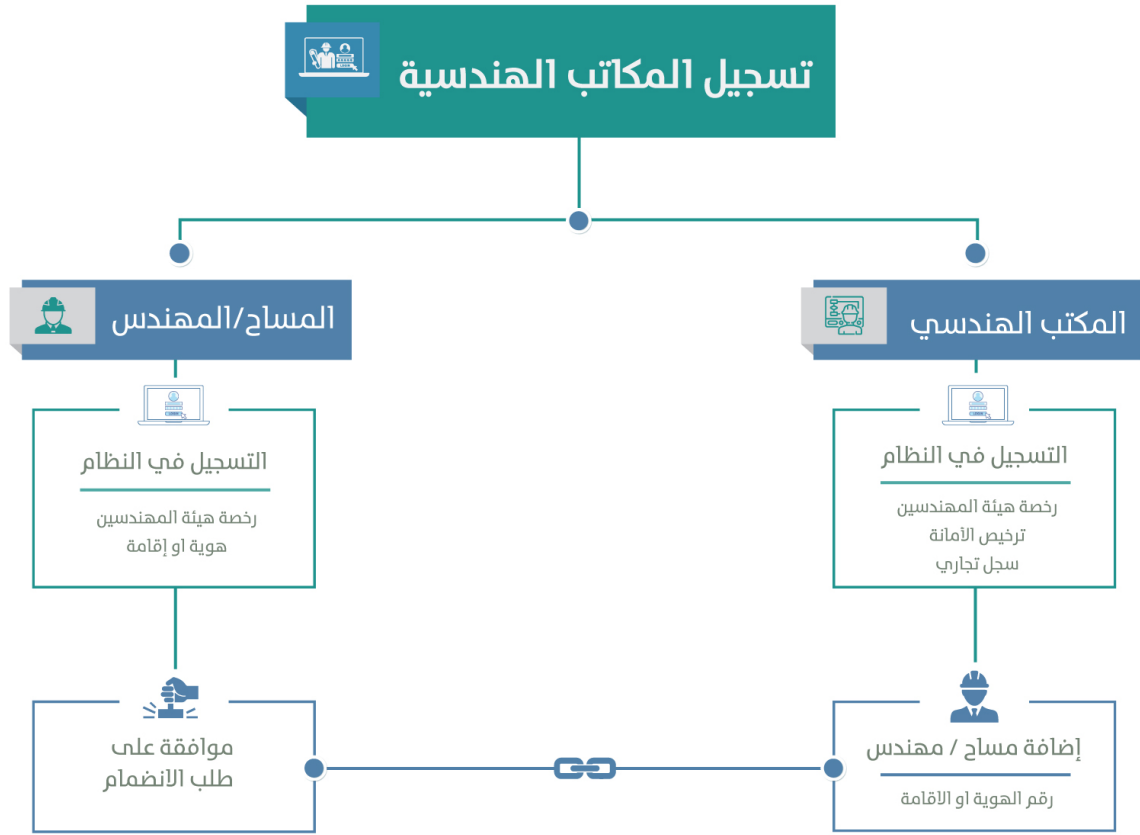 تسجيل المكاتب الهندسية
المكتب الهندسي
التسجيل في النظام
رخصة هيئة المهندسين
ترخيص الأمانة
سجل تجاري
إضافة مساح / مهندس
رقم الهوية او الاقامة
المساح/المهندس
التسجيل في النظام
رخصة هيئة المهندسين
هوية او إقامة
موافقة على
طلب الانضمام